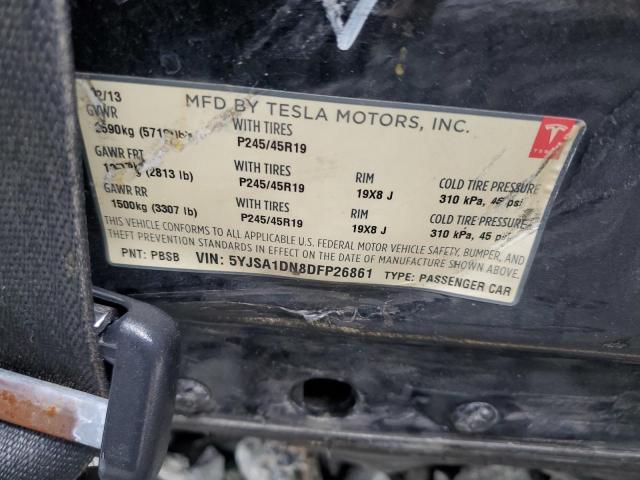 2/13 MFD BY TESLA MOTORS, INC.
GVWR
2590kg WITH TIRES P245/45R19
GAWR FRT
(2813 lb) WITH TIRES P245/45R19 RIM 19X8 J COLD TIRE PRESSURE 310 kPa, 45 psi
GAWR RR
1500kg (3307 lb) WITH TIRES P245/45R19 RIM 19X8 J COLD TIRE PRESSURE 310 kPa, 45 psi
THIS VEHICLE CONFORMS TO ALL APPLICABLE U.S. FEDERAL MOTOR VEHICLE SAFETY, BUMPER, AND
THEFT PREVENTION STANDARDS IN EFFECT ON THE DATE OF MANUFACTURE SHOWN ABOVE.
PNT: PBSB VIN: 5YJSA1DN8DFP26861 TYPE: PASSENGER CAR
TESLA